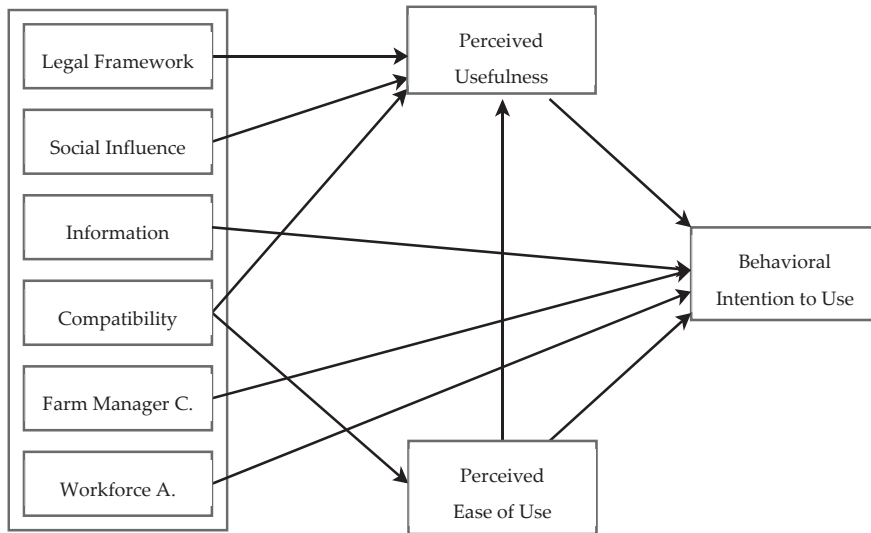 Legal Framework
Social Influence
Information
Compatibility
Farm Manager C.
Workforce A.
Perceived
Usefulness
Perceived
Ease of Use
Behavioral
Intention to Use